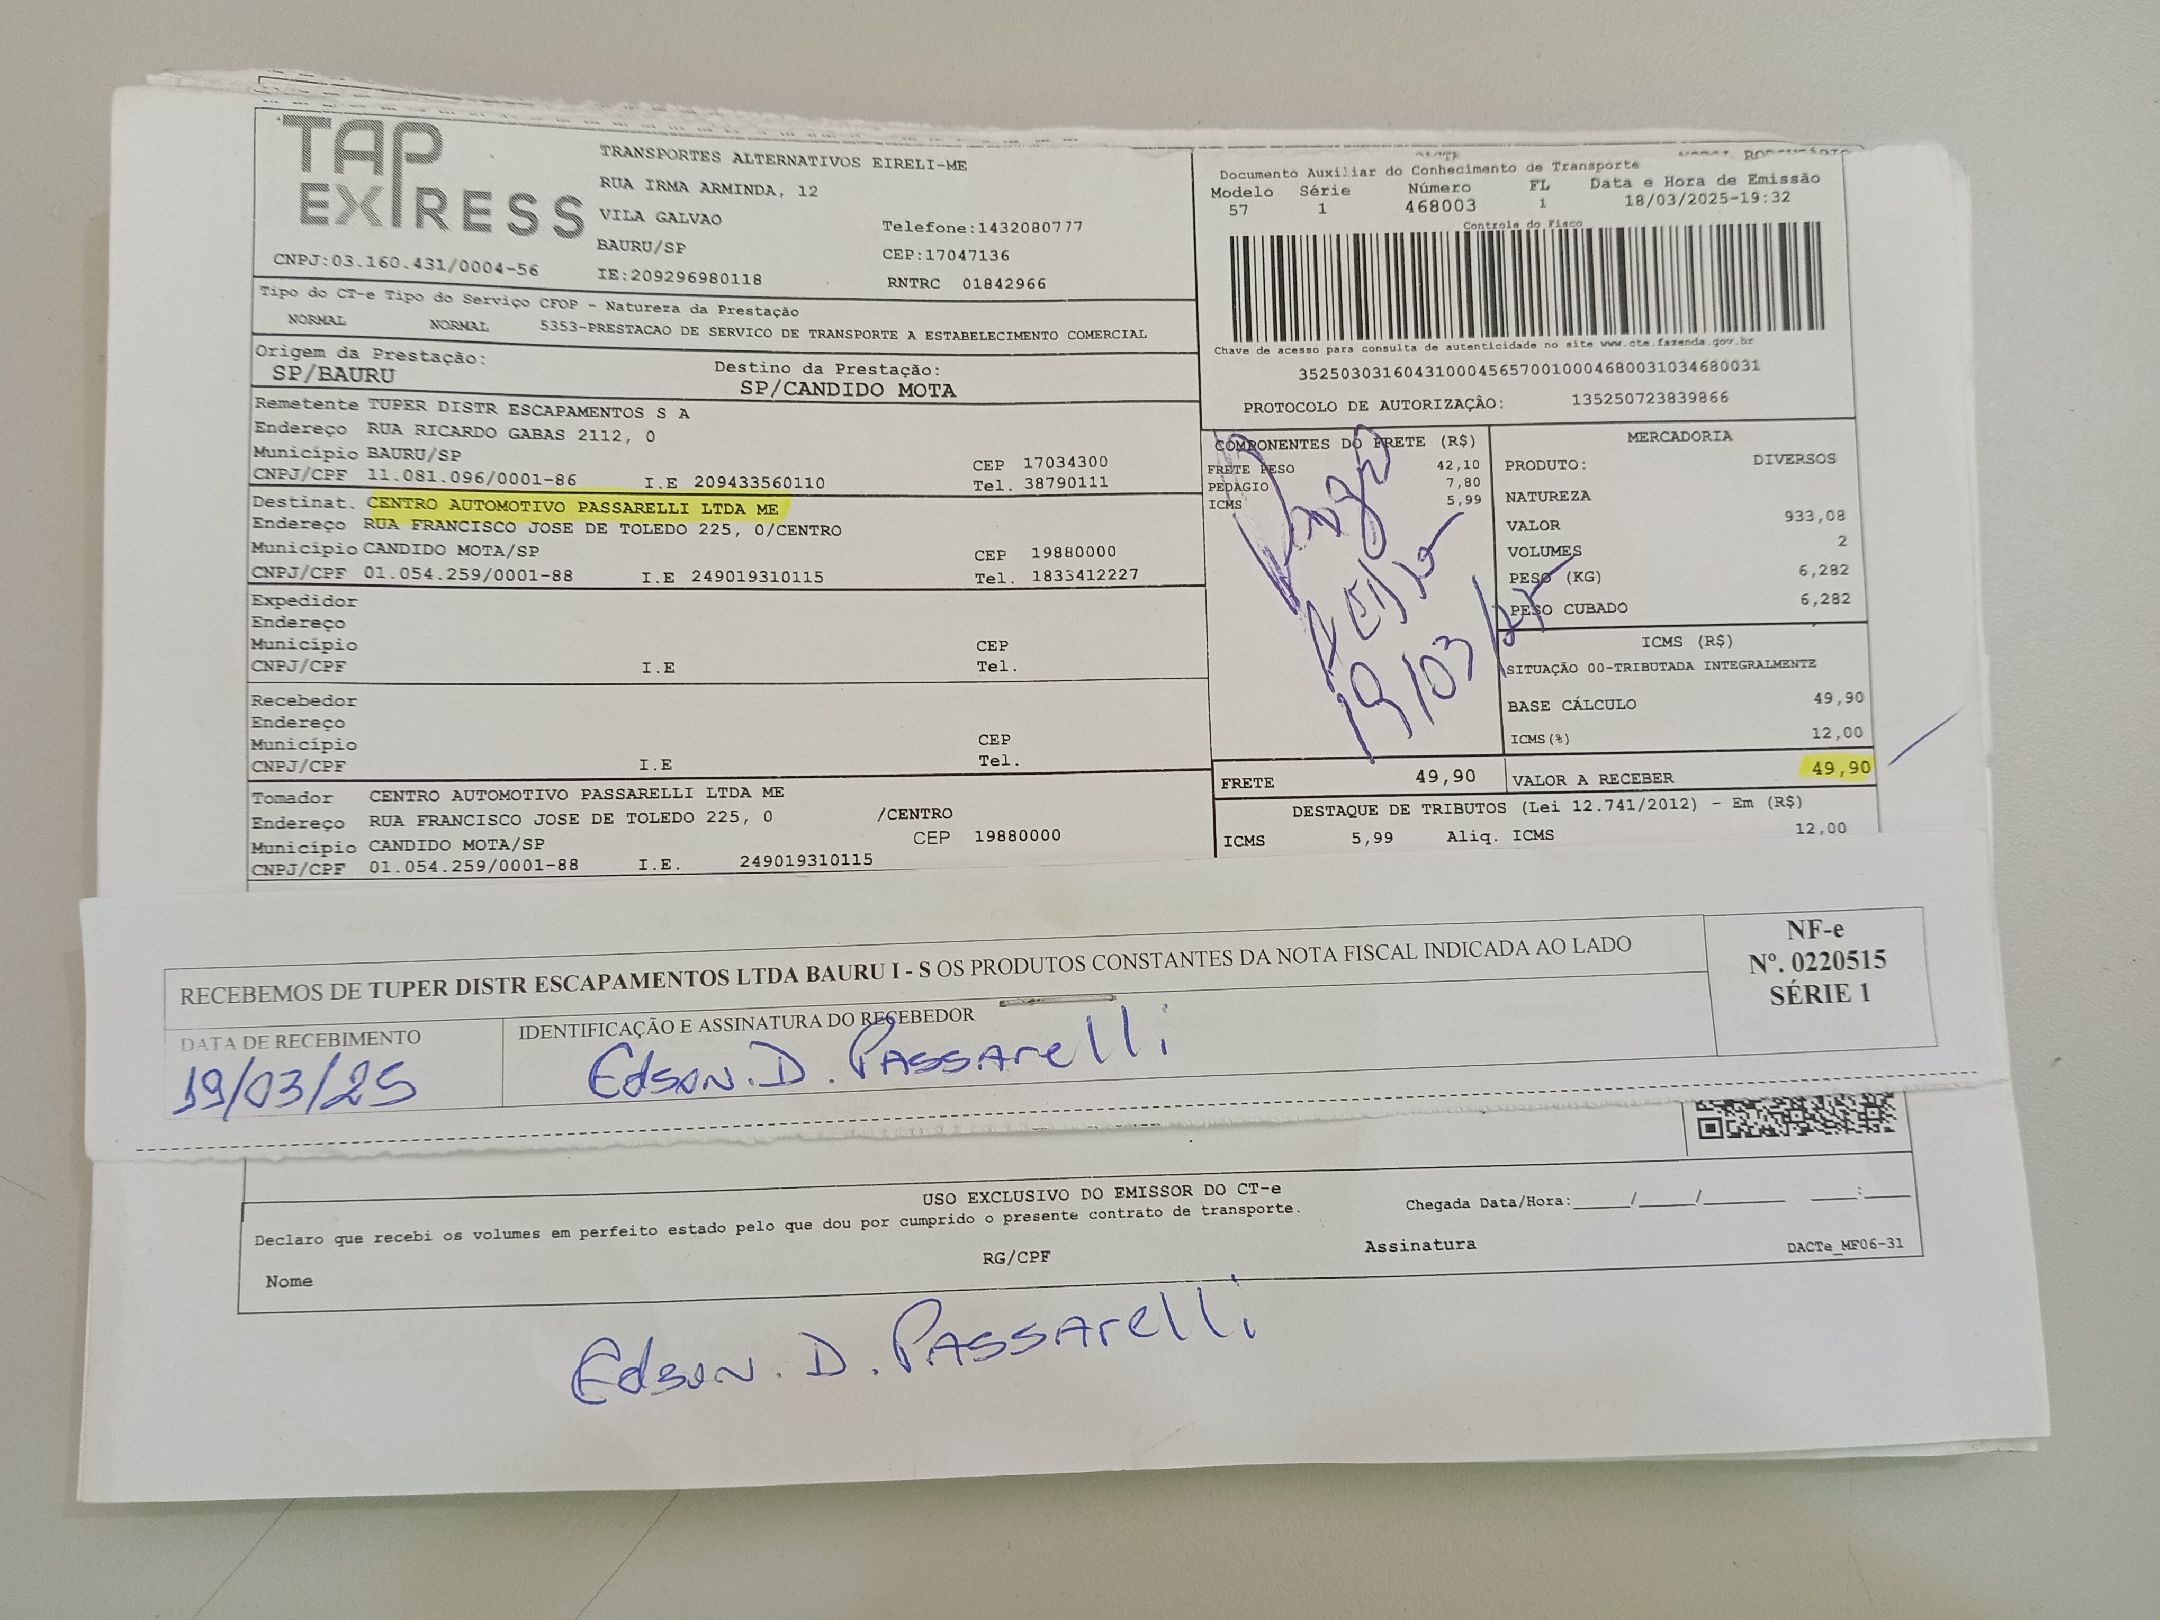 TAP EXPRESS
TRANSPORTES ALTERNATIVOS EIRELI-ME
RUA IRMA ARMINDA, 12
VILA GALVAO Telefone:1432080777
BAURU/SP CEP:17047136
CNPJ:03.160.431/0004-56 IE:209296980118 RNTRC 01842966
Tipo do CT-e Tipo do Serviço CFOP - Natureza da Prestação
NORMAL NORMAL 5353-PRESTACAO DE SERVICO DE TRANSPORTE A ESTABELECIMENTO COMERCIAL
Origem da Prestação: Destino da Prestação:
SP/BAURU SP/CANDIDO MOTA
Remetente TUPER DISTR ESCAPAMENTOS S A
Endereço RUA RICARDO GABAS 2112, 0
Município BAURU/SP CEP 17034300
CNPJ/CPF 11.081.096/0001-86 I.E 209433560110 Tel. 38790111
Destinat. CENTRO AUTOMOTIVO PASSARELLI LTDA ME
Endereço RUA FRANCISCO JOSE DE TOLEDO 225, 0/CENTRO
Município CANDIDO MOTA/SP CEP 19880000
CNPJ/CPF 01.054.259/0001-88 I.E 249019310115 Tel. 1833412227
Expedidor
Endereço
Município CEP
CNPJ/CPF I.E Tel.
Recebedor
Endereço
Município CEP
CNPJ/CPF I.E Tel.
Tomador CENTRO AUTOMOTIVO PASSARELLI LTDA ME
Endereço RUA FRANCISCO JOSE DE TOLEDO 225, 0 /CENTRO
Município CANDIDO MOTA/SP CEP 19880000
CNPJ/CPF 01.054.259/0001-88 I.E. 249019310115
Documento Auxiliar do Conhecimento de Transporte
Modelo Série Número FL Data e Hora de Emissão
57 1 468003 1 18/03/2025-19:32
Controle do Fisco
Chave de acesso para consulta de autenticidade no site www.cte.fazenda.gov.br
35250303160431000456570010004680031034680031
PROTOCOLO DE AUTORIZAÇÂO: 135250723839866
COMPONENTES DO FRETE (R$)
FRETE PESO 42,10
PEDAGIO 7,80
ICMS 5,99
Pago
19/03/
MERCADORIA
PRODUTO: DIVERSOS
NATUREZA
VALOR 933,08
VOLUMES 2
PESO (KG) 6,282
PESO CUBADO 6,282
ICMS (R$)
SITUAÇÃO 00-TRIBUTADA INTEGRALMENTE
BASE CÁLCULO 49,90
ICMS(%) 12,00
FRETE 49,90 VALOR A RECEBER 49,90
DESTAQUE DE TRIBUTOS (Lei 12.741/2012) - Em (R$)
ICMS 5,99 Aliq. ICMS 12,00
RECEBEMOS DE TUPER DISTR ESCAPAMENTOS LTDA BAURU I - S OS PRODUTOS CONSTANTES DA NOTA FISCAL INDICADA AO LADO
NF-e
Nº. 0220515
SÉRIE 1
DATA DE RECEBIMENTO IDENTIFICAÇÃO E ASSINATURA DO RECEBEDOR
19/03/25 Edson. D. Passarelli
USO EXCLUSIVO DO EMISSOR DO CT-e
Declaro que recebi os volumes em perfeito estado pelo que dou por cumprido o presente contrato de transporte. Chegada Data/Hora:_____/_____/_______ ____:____
Nome RG/CPF Assinatura DACTe_MF06-31
Edson. D. Passarelli